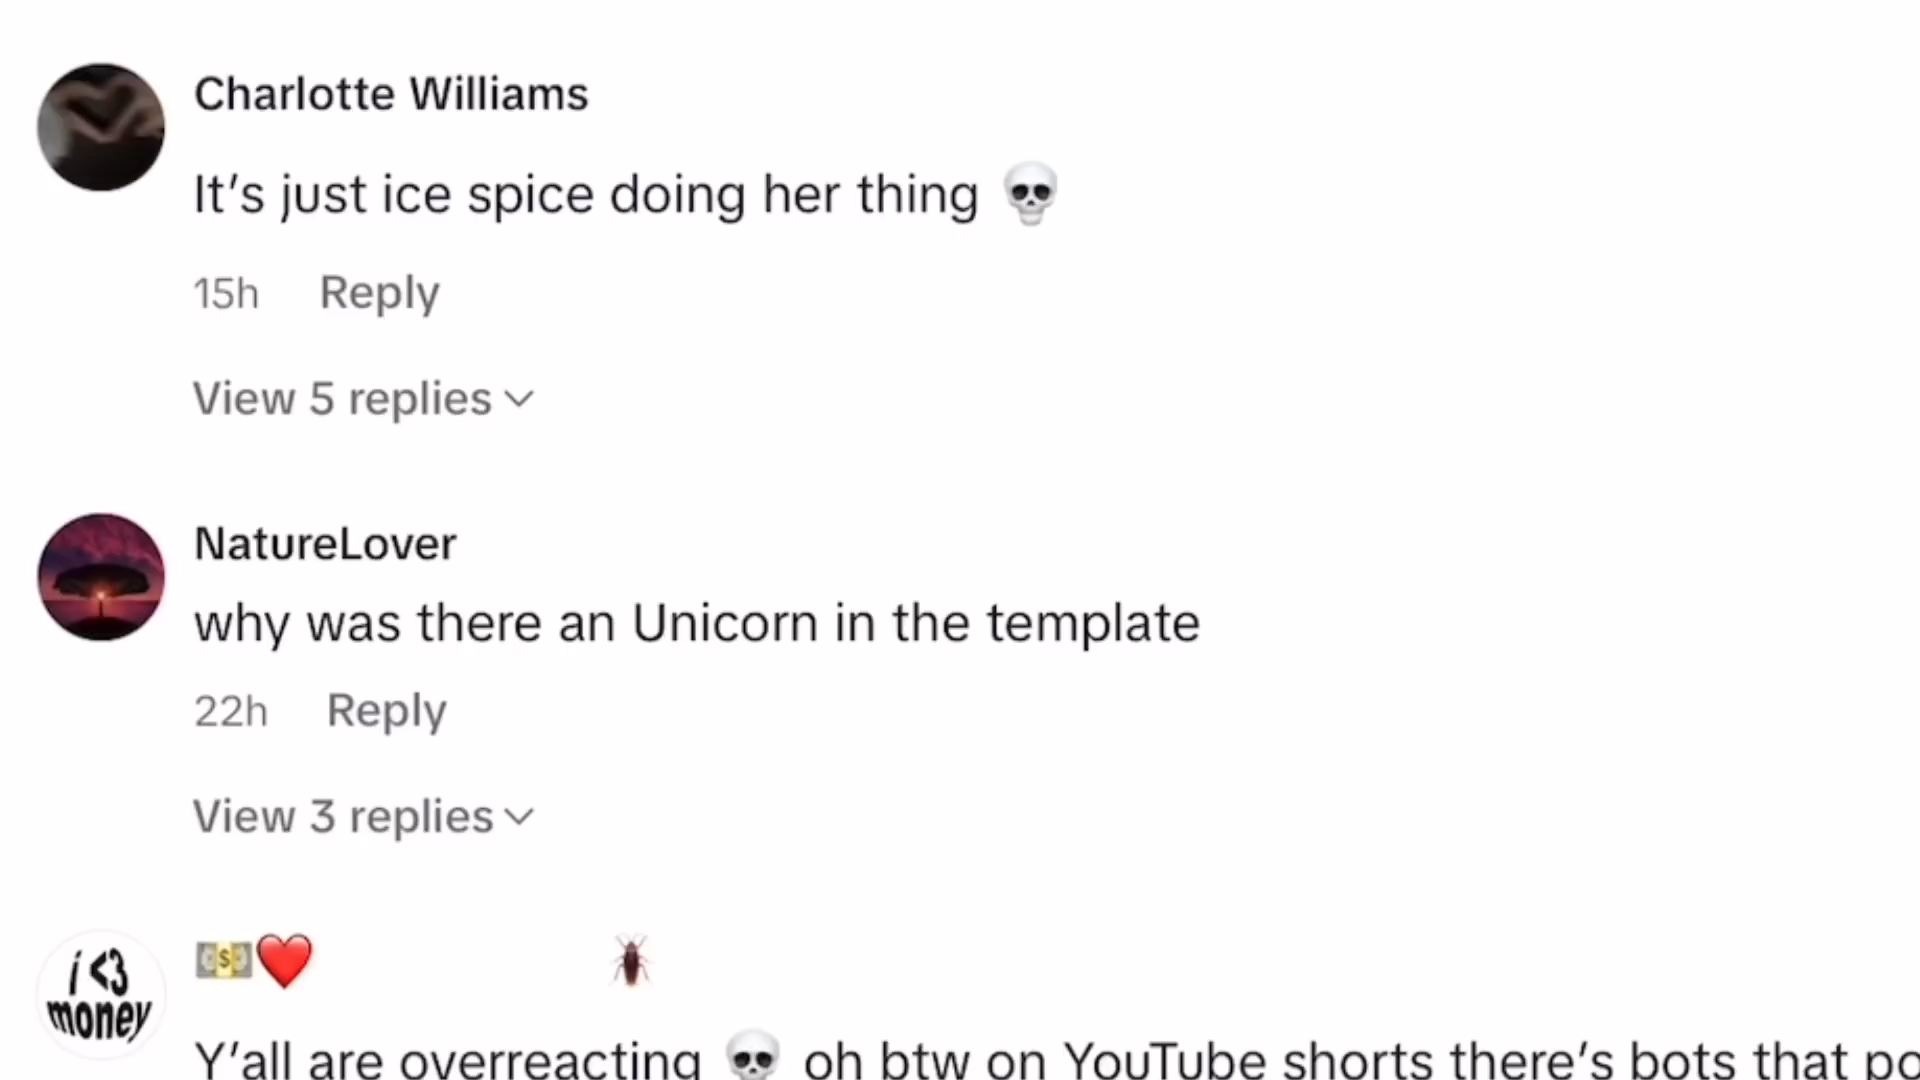 Charlotte Williams
It's just ice spice doing her thing 💀
15h Reply
View 5 replies
NatureLover
why was there an Unicorn in the template
22h Reply
View 3 replies
i <3
money
💵❤️ 🪳
Y'all are overreacting 💀 oh btw on YouTube shorts there's bots that